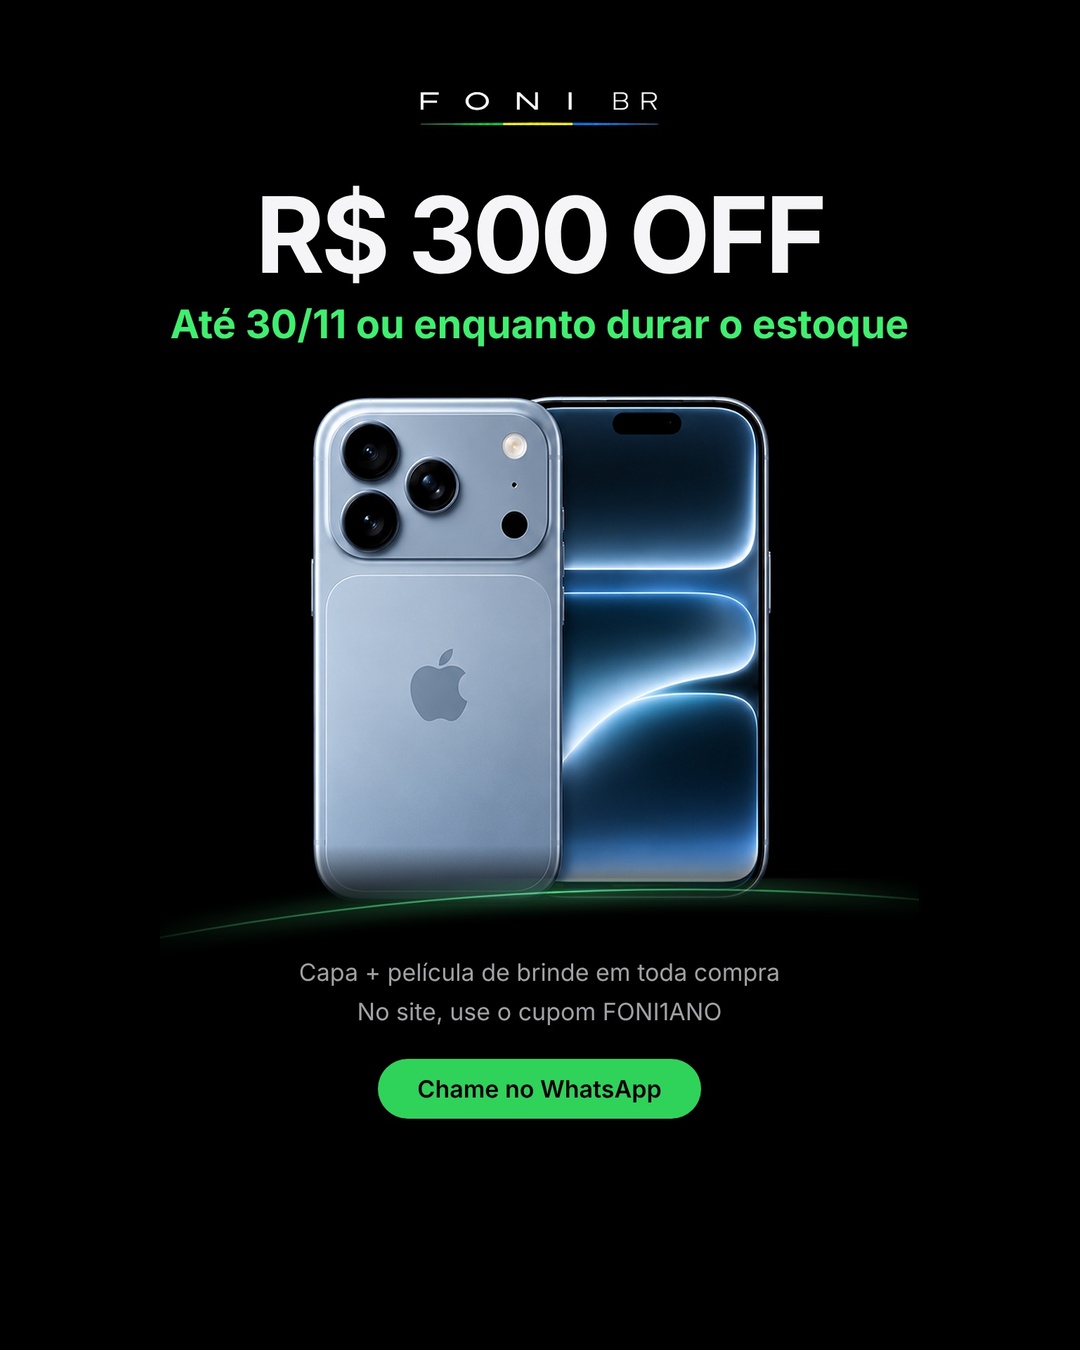 FONI BR
R$ 300 OFF
Até 30/11 ou enquanto durar o estoque
Capa + película de brinde em toda compra
No site, use o cupom FONI1ANO
Chame no WhatsApp